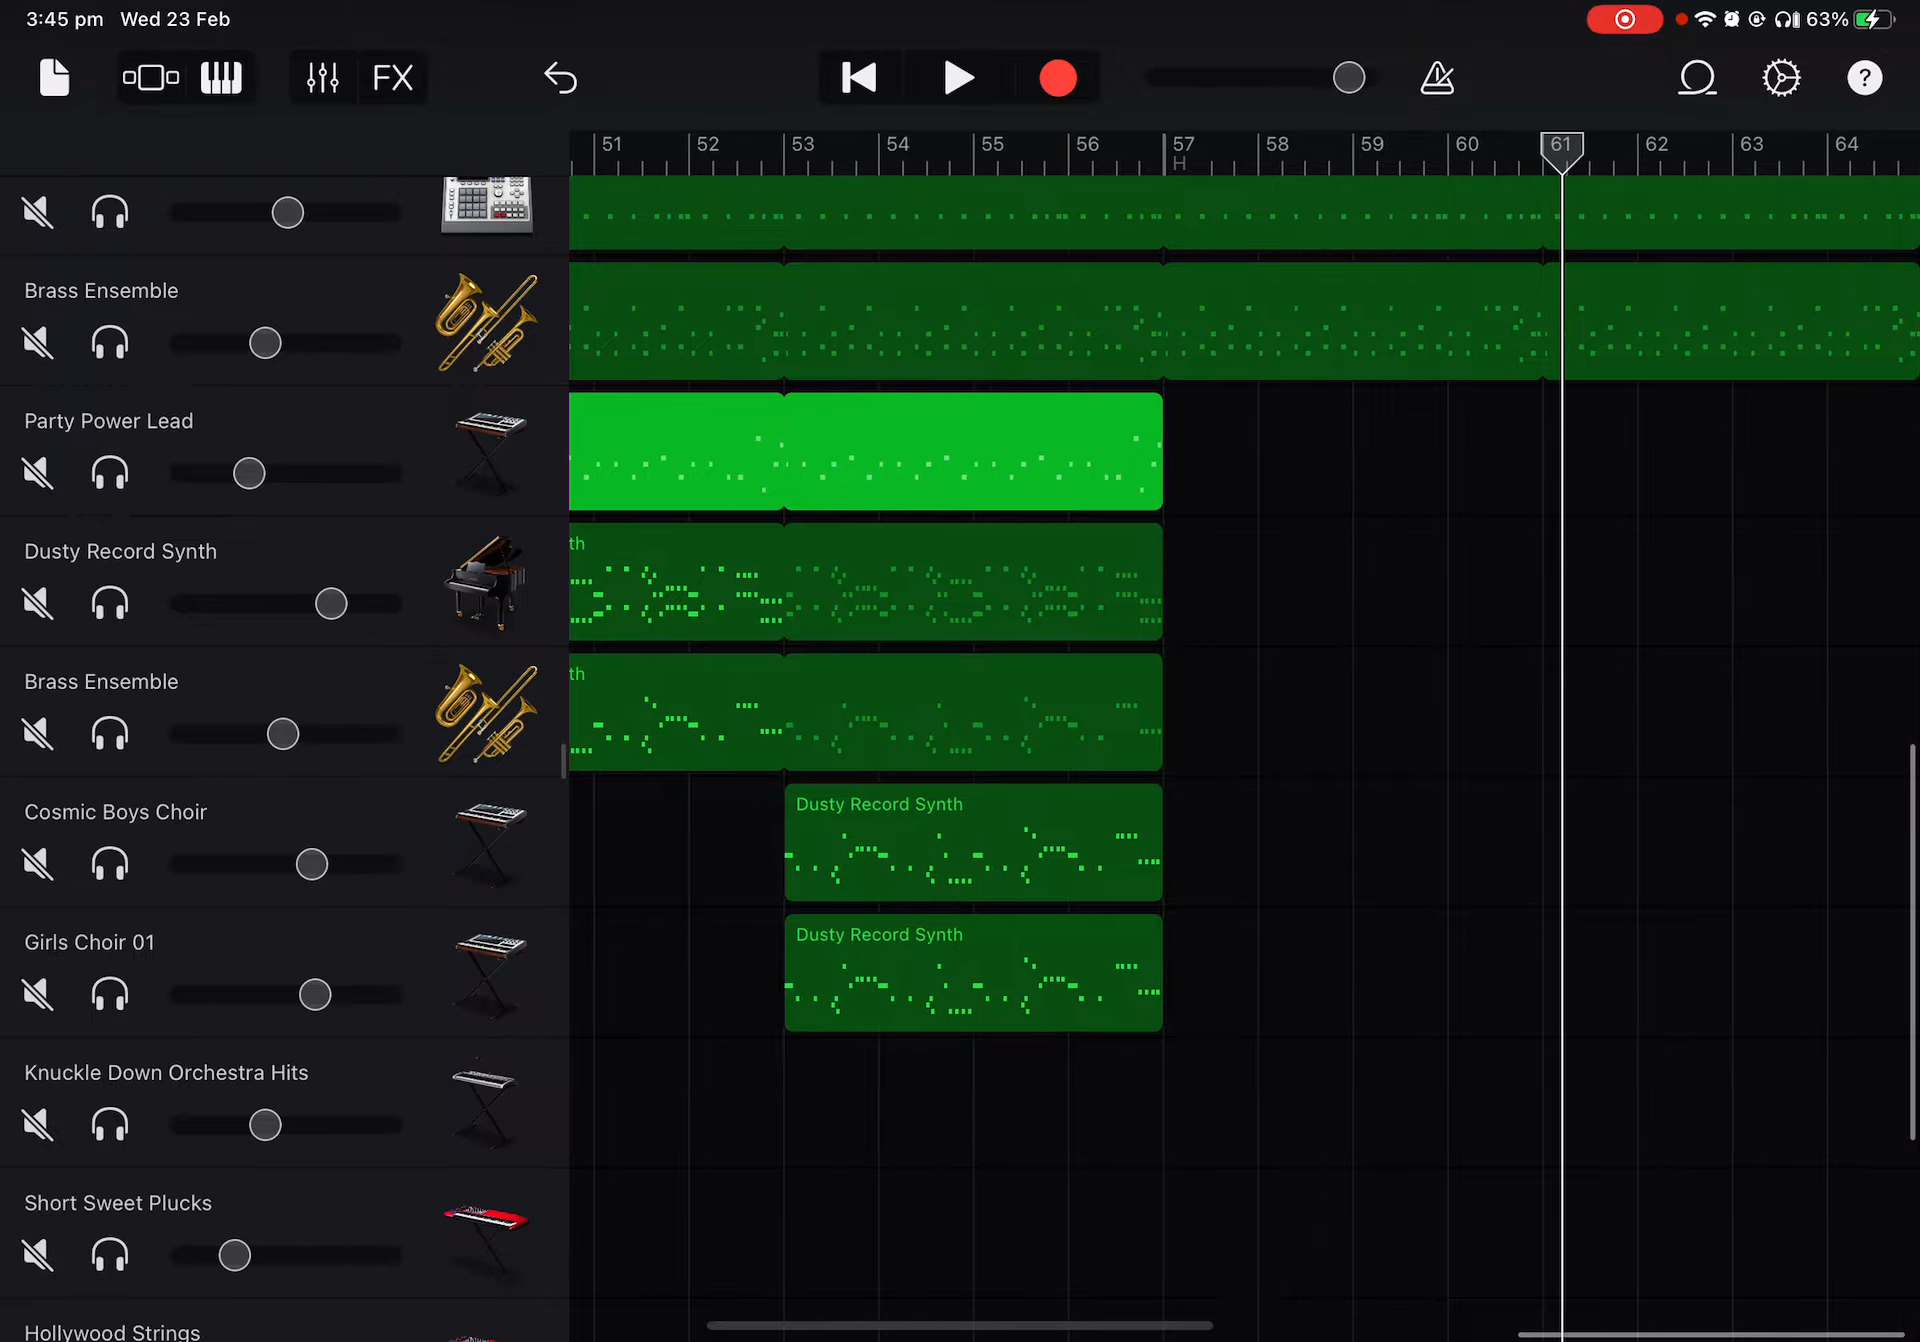 3:45 pm Wed 23 Feb
63%
FX
?
51 52 53 54 55 56 57 58 59 60 61 62 63 64
H
Brass Ensemble
Party Power Lead
Dusty Record Synth
th
Brass Ensemble
th
Cosmic Boys Choir
Dusty Record Synth
Girls Choir 01
Dusty Record Synth
Knuckle Down Orchestra Hits
Short Sweet Plucks
Hollywood Strings